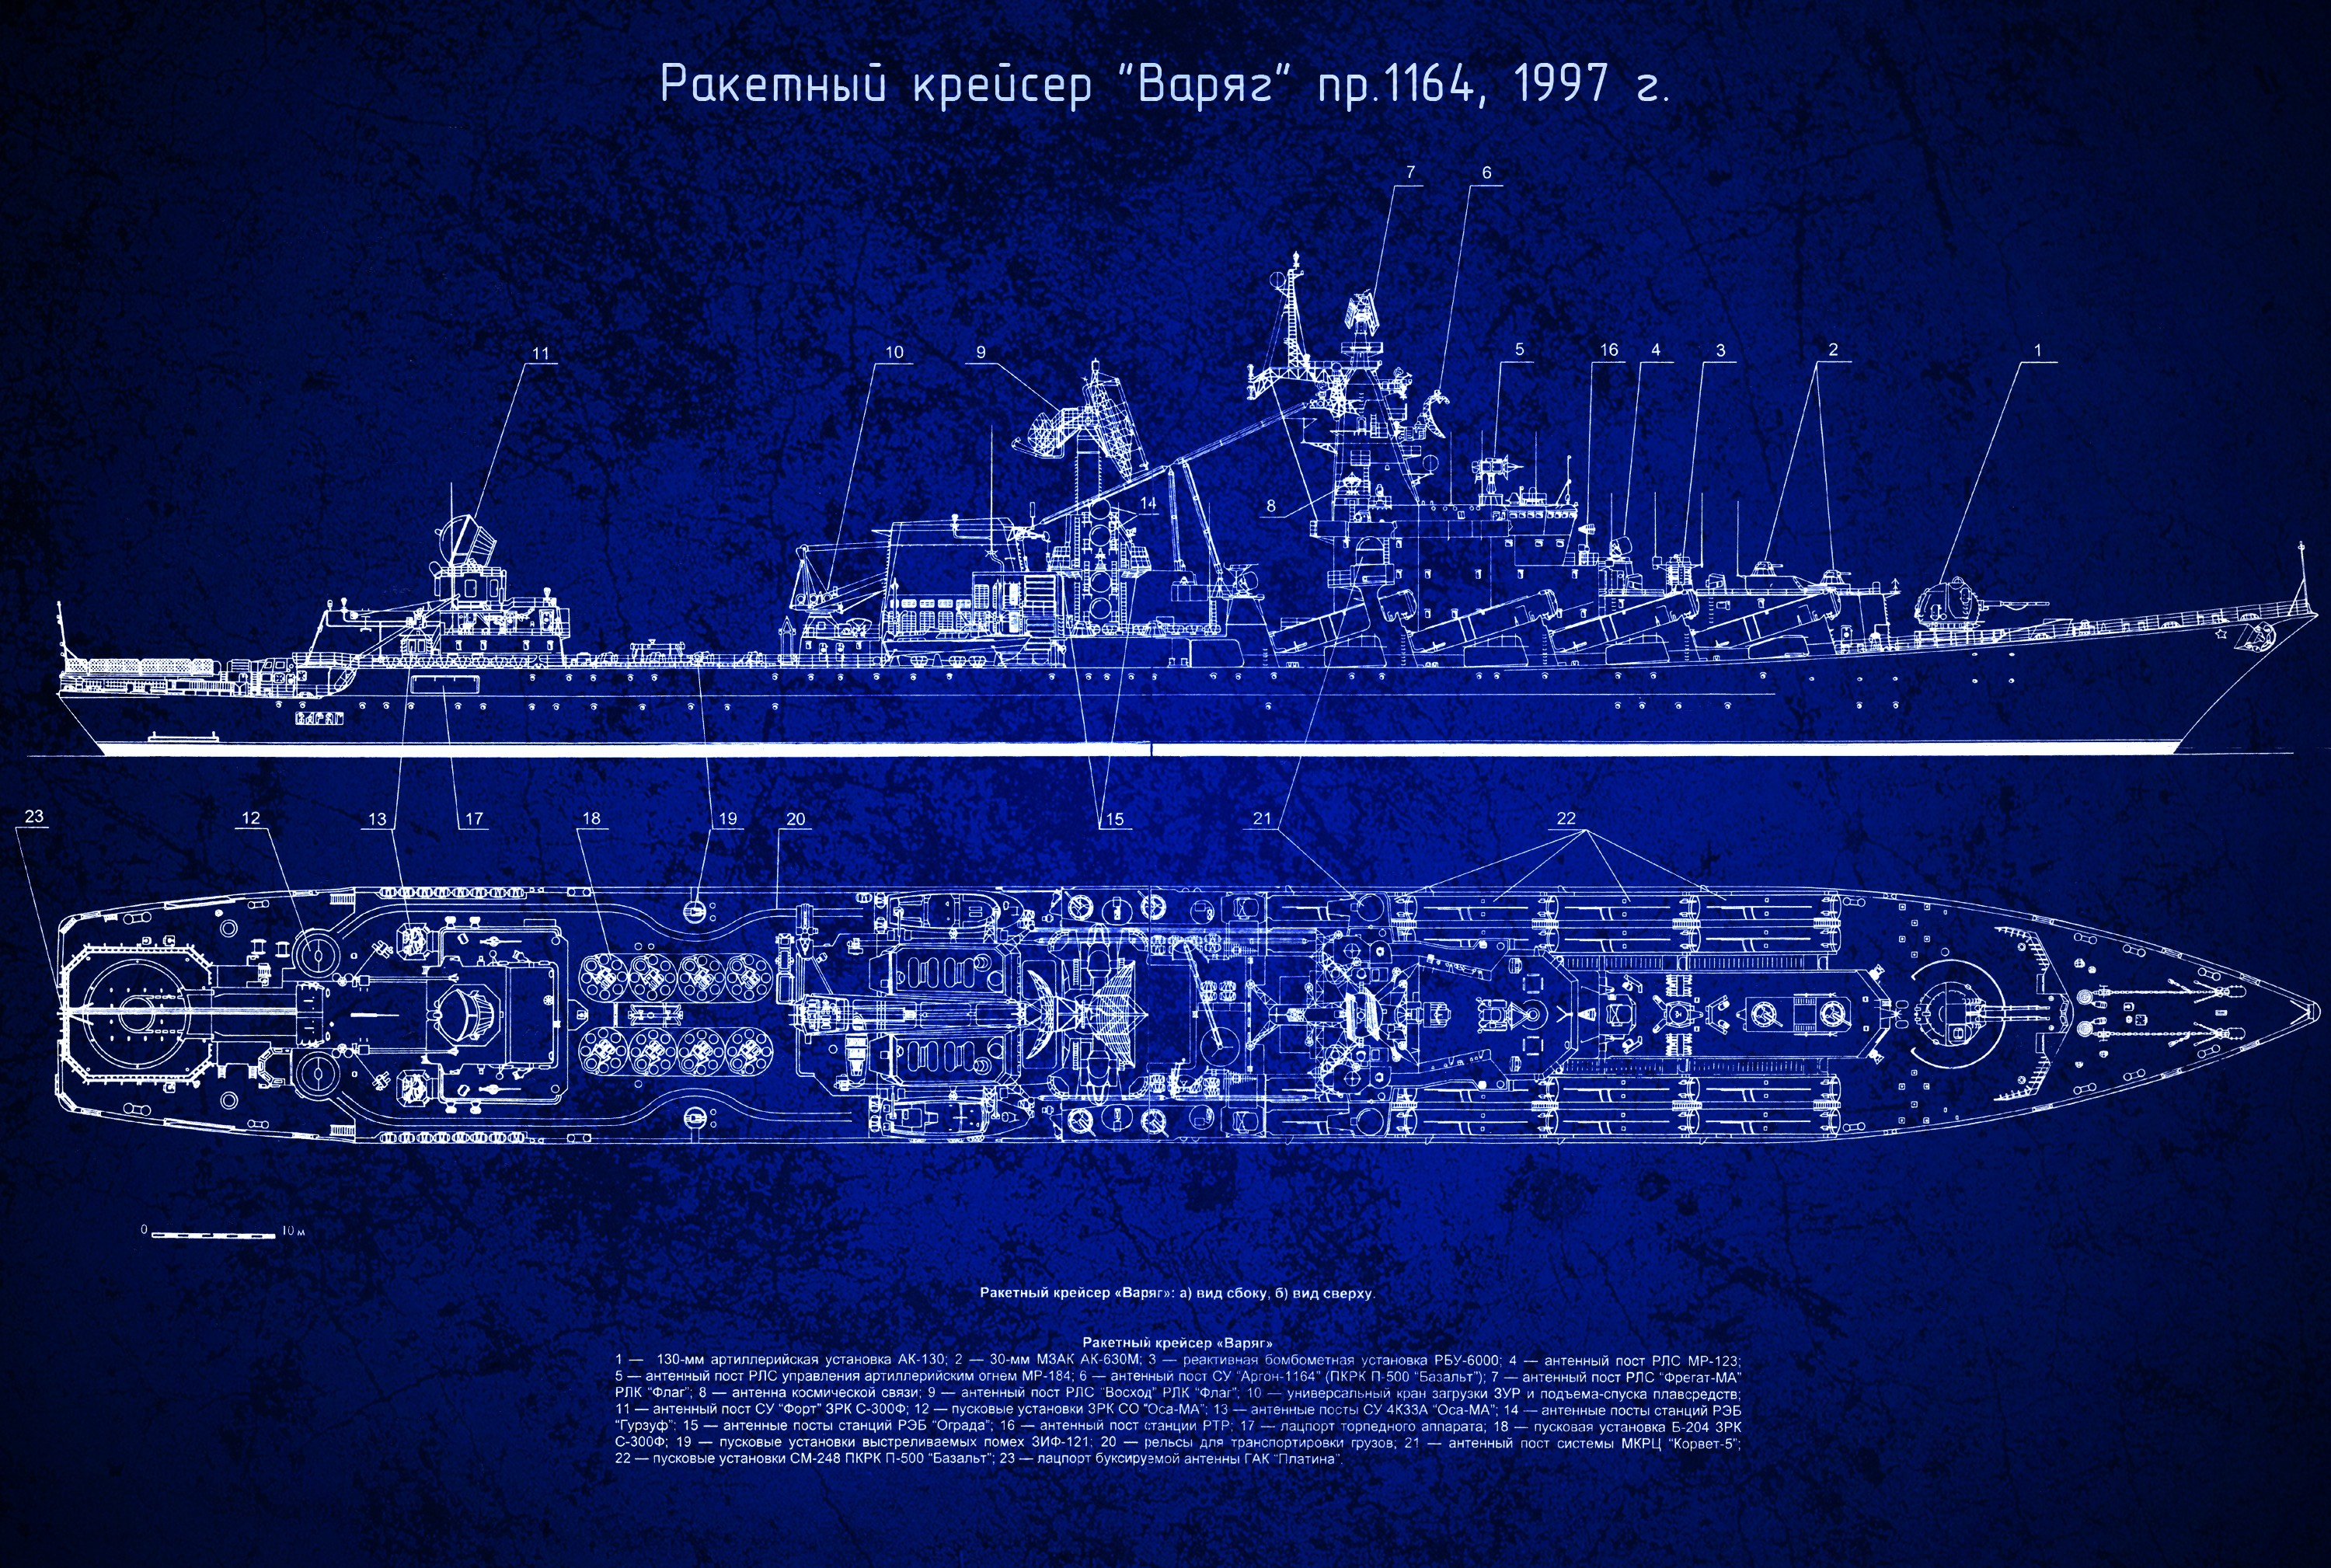 Ракетный крейсер "Варяг" пр.1164, 1997 г.
7 6
11 10 9 5 16 4 3 2 1
14 8
ВАРЯГ
23 12 13 17 18 19 20 15 21 22
0 10 м
Ракетный крейсер «Варяг»: а) вид сбоку, б) вид сверху.
Ракетный крейсер «Варяг»
1 — 130-мм артиллерийская установка АК-130; 2 — 30-мм МЗАК АК-630М; 3 — реактивная бомбометная установка РБУ-6000; 4 — антенный пост РЛС МР-123;
5 — антенный пост РЛС управления артиллерийским огнем МР-184; 6 — антенный пост СУ "Аргон-1164" (ПКРК П-500 "Базальт"); 7 — антенный пост РЛС "Фрегат-МА"
РЛК "Флаг"; 8 — антенна космической связи; 9 — антенный пост РЛС "Восход" РЛК "Флаг"; 10 — универсальный кран загрузки ЗУР и подъема-спуска плавсредств;
11 — антенный пост СУ "Форт" ЗРК С-300Ф; 12 — пусковые установки ЗРК СО "Оса-МА"; 13 — антенные посты СУ 4К33А "Оса-МА"; 14 — антенные посты станций РЭБ
"Гурзуф"; 15 — антенные посты станций РЭБ "Ограда"; 16 — антенный пост станции РТР; 17 — лацпорт торпедного аппарата; 18 — пусковая установка Б-204 ЗРК
С-300Ф; 19 — пусковые установки выстреливаемых помех ЗИФ-121; 20 — рельсы для транспортировки грузов; 21 — антенный пост системы МКРЦ "Корвет-5";
22 — пусковые установки СМ-248 ПКРК П-500 "Базальт"; 23 — лацпорт буксируемой антенны ГАК "Платина".